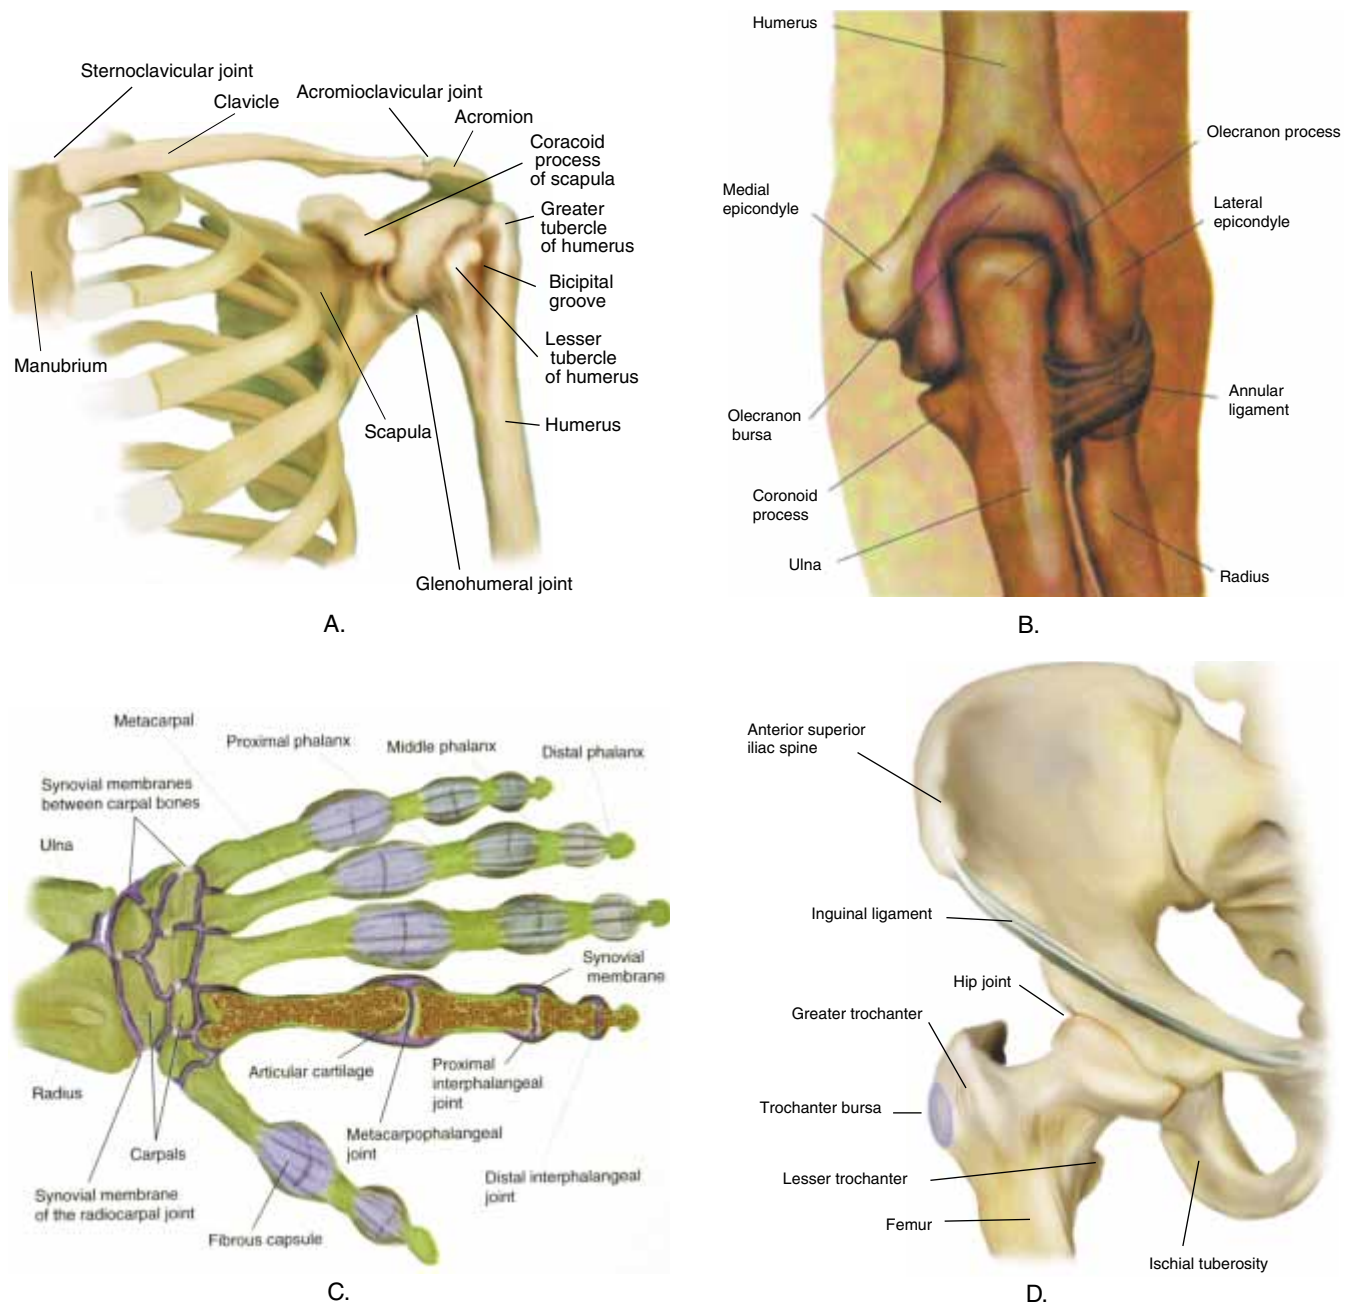 Sternoclavicular joint
Clavicle
Acromioclavicular joint
Acromion
Coracoid
process
of scapula
Greater
tubercle
of humerus
Bicipital
groove
Lesser
tubercle
of humerus
Manubrium
Scapula
Humerus
Glenohumeral joint
A.
Humerus
Olecranon process
Medial
epicondyle
Lateral
epicondyle
Olecranon
bursa
Annular
ligament
Coronoid
process
Ulna
Radius
B.
Metacarpal
Proximal phalanx
Middle phalanx
Distal phalanx
Synovial membranes
between carpal bones
Ulna
Synovial
membrane
Articular cartilage
Proximal
interphalangeal
joint
Radius
Metacarpophalangeal
joint
Carpals
Distal interphalangeal
joint
Synovial membrane
of the radiocarpal joint
Fibrous capsule
C.
Anterior superior
iliac spine
Inguinal ligament
Hip joint
Greater trochanter
Trochanter bursa
Lesser trochanter
Femur
Ischial tuberosity
D.